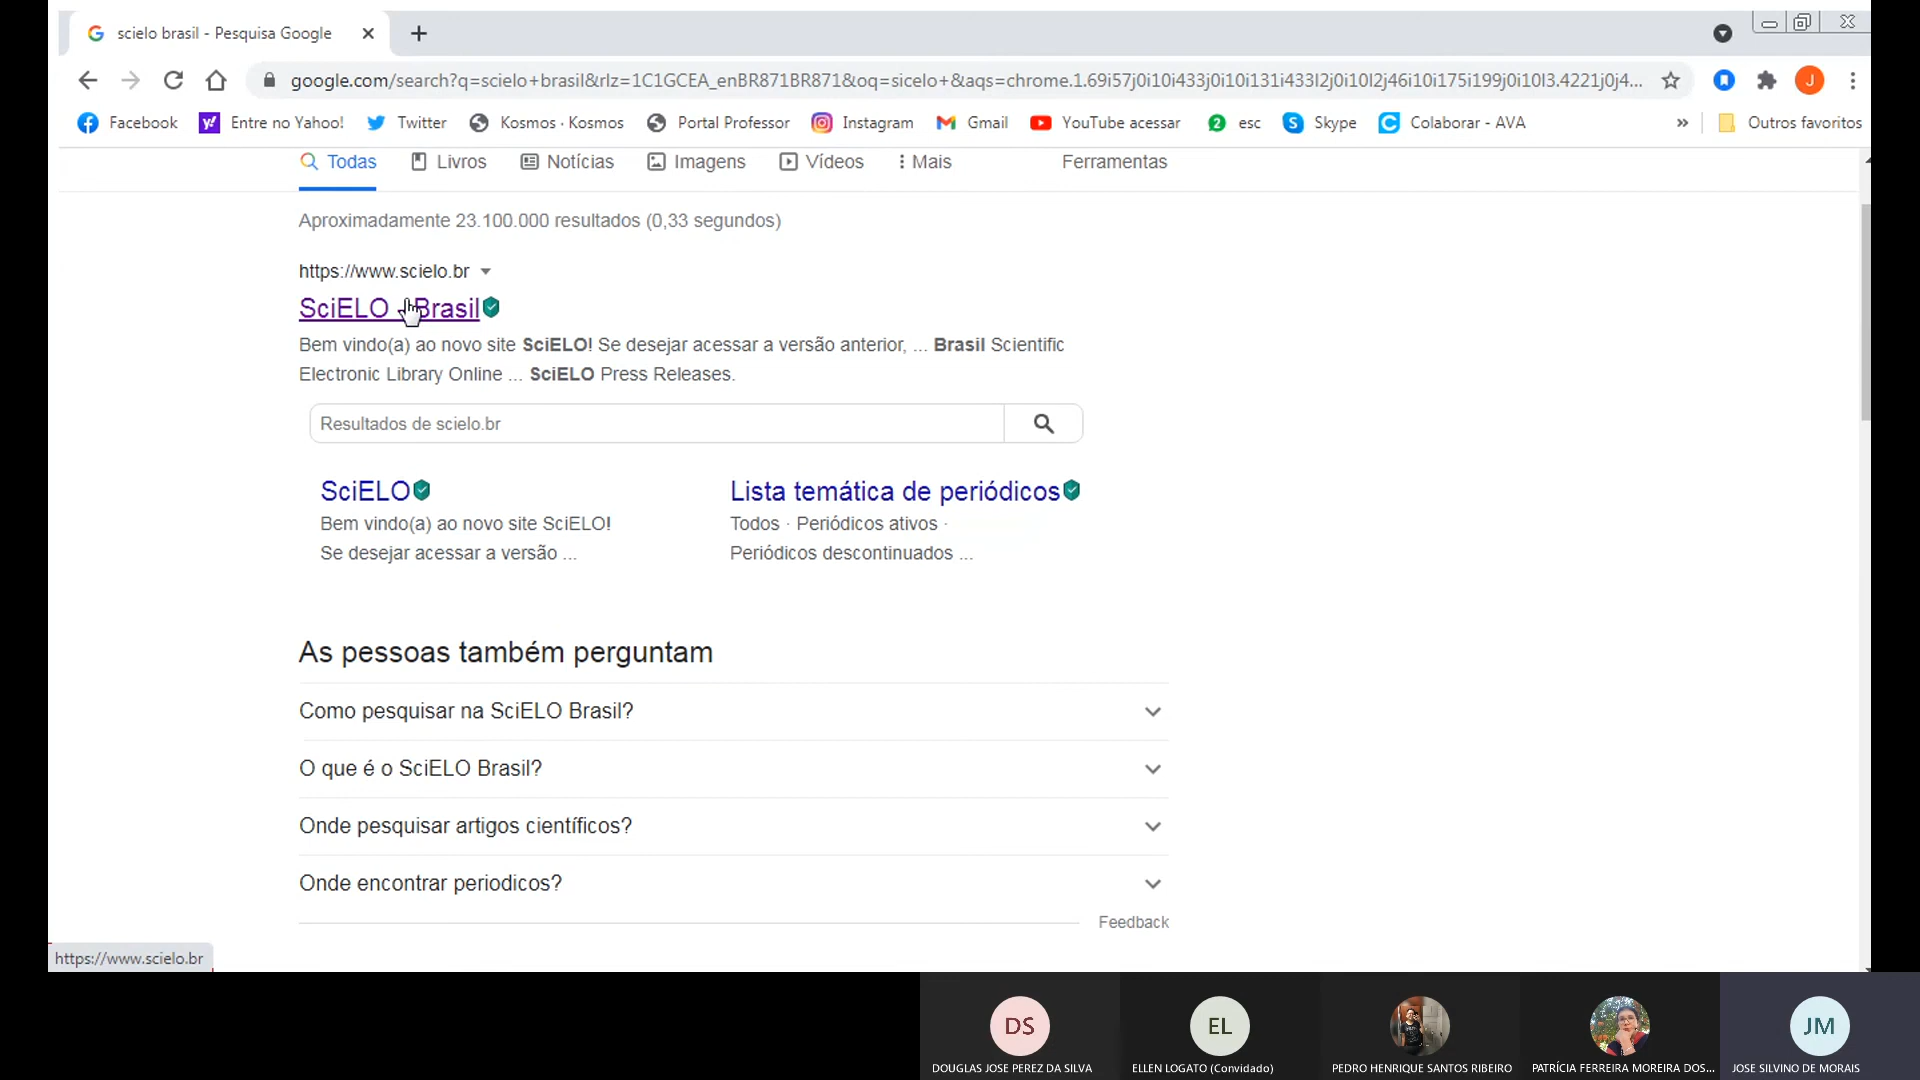 scielo brasil - Pesquisa Google
google.com/search?q=scielo+brasil&rlz=1C1GCEA_enBR871BR871&oq=sicelo+&aqs=chrome.1.69i57j0i10i433j0i10i131i433l2j0i10l2j46i10i175i199j0i10l3.4221j0j4...
J
Facebook Entre no Yahoo! Twitter Kosmos · Kosmos Portal Professor Instagram Gmail YouTube acessar 2 esc Skype Colaborar - AVA » Outros favoritos
Todas Livros Notícias Imagens Vídeos Mais Ferramentas
Aproximadamente 23.100.000 resultados (0,33 segundos)
https://www.scielo.br
SciELO - Brasil
Bem vindo(a) ao novo site SciELO! Se desejar acessar a versão anterior, ... Brasil Scientific
Electronic Library Online ... SciELO Press Releases.
Resultados de scielo.br
SciELO
Bem vindo(a) ao novo site SciELO!
Se desejar acessar a versão ...
Lista temática de periódicos
Todos · Periódicos ativos ·
Periódicos descontinuados ...
As pessoas também perguntam
Como pesquisar na SciELO Brasil?
O que é o SciELO Brasil?
Onde pesquisar artigos científicos?
Onde encontrar periodicos?
Feedback
https://www.scielo.br
DS EL JM
DOUGLAS JOSE PEREZ DA SILVA ELLEN LOGATO (Convidado) PEDRO HENRIQUE SANTOS RIBEIRO PATRÍCIA FERREIRA MOREIRA DOS... JOSE SILVINO DE MORAIS